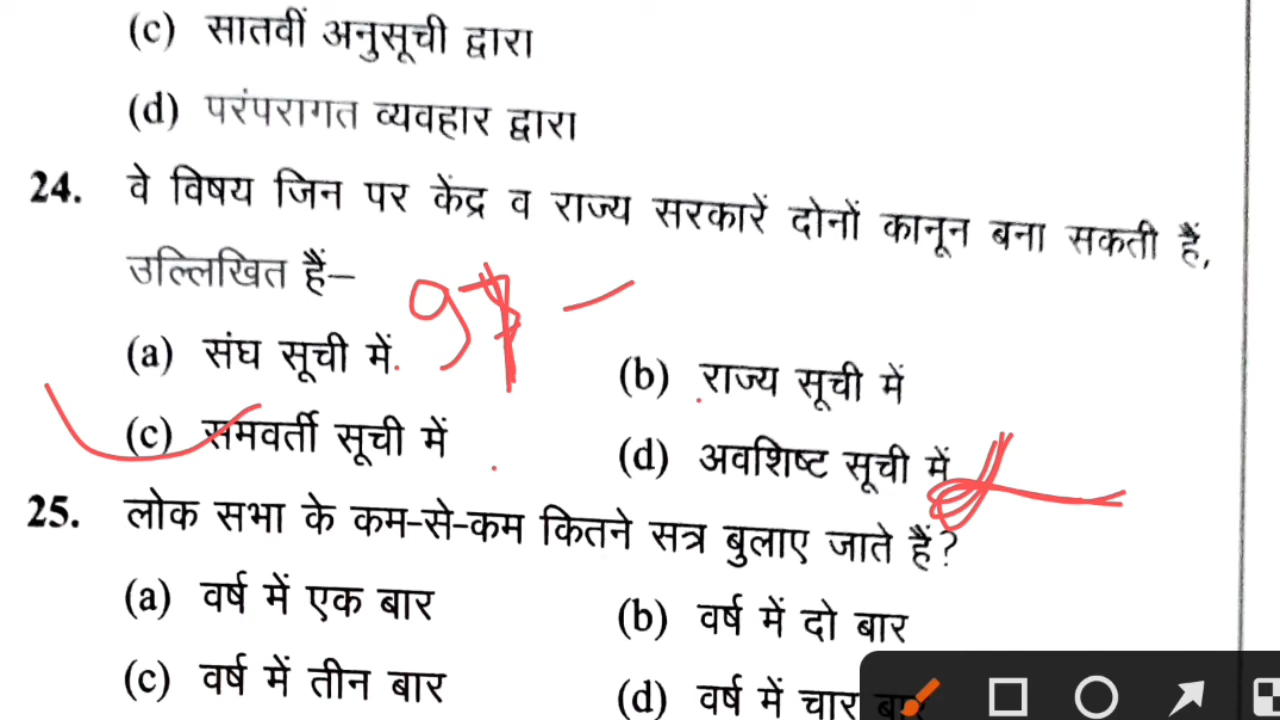 (c) सातवीं अनुसूची द्वारा
(d) परंपरागत व्यवहार द्वारा
24. वे विषय जिन पर केंद्र व राज्य सरकारें दोनों कानून बना सकती हैं,
उल्लिखित हैं–
(a) संघ सूची में
(b) राज्य सूची में
(c) समवर्ती सूची में
(d) अवशिष्ट सूची में
25. लोक सभा के कम-से-कम कितने सत्र बुलाए जाते हैं?
(a) वर्ष में एक बार
(b) वर्ष में दो बार
(c) वर्ष में तीन बार
(d) वर्ष में चार बार